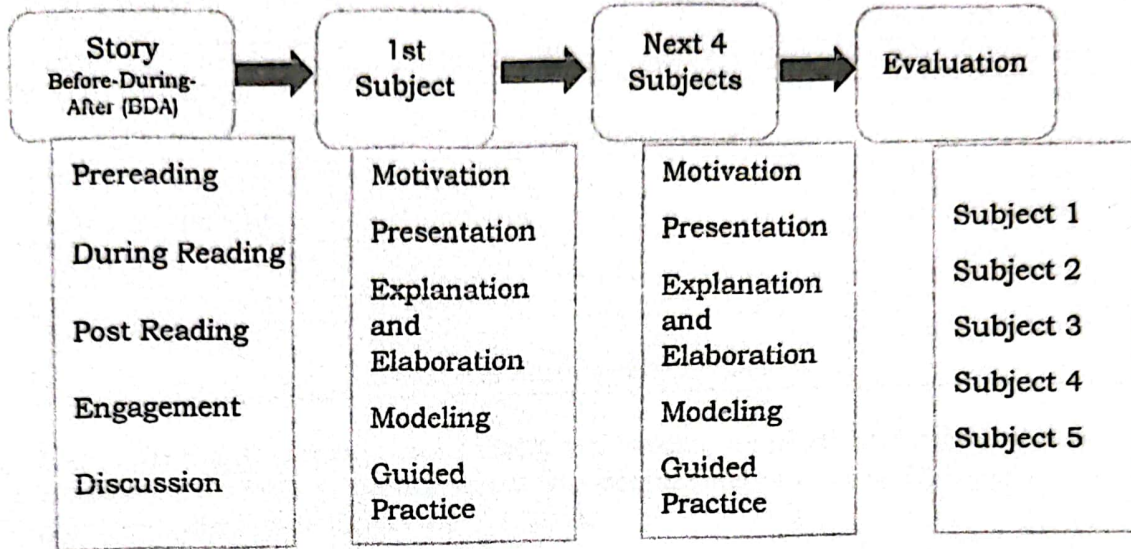 Story
Before-During-
After (BDA)
1st
Subject
Next 4
Subjects
Evaluation
Prereading
During Reading
Post Reading
Engagement
Discussion
Motivation
Presentation
Explanation
and
Elaboration
Modeling
Guided
Practice
Motivation
Presentation
Explanation
and
Elaboration
Modeling
Guided
Practice
Subject 1
Subject 2
Subject 3
Subject 4
Subject 5